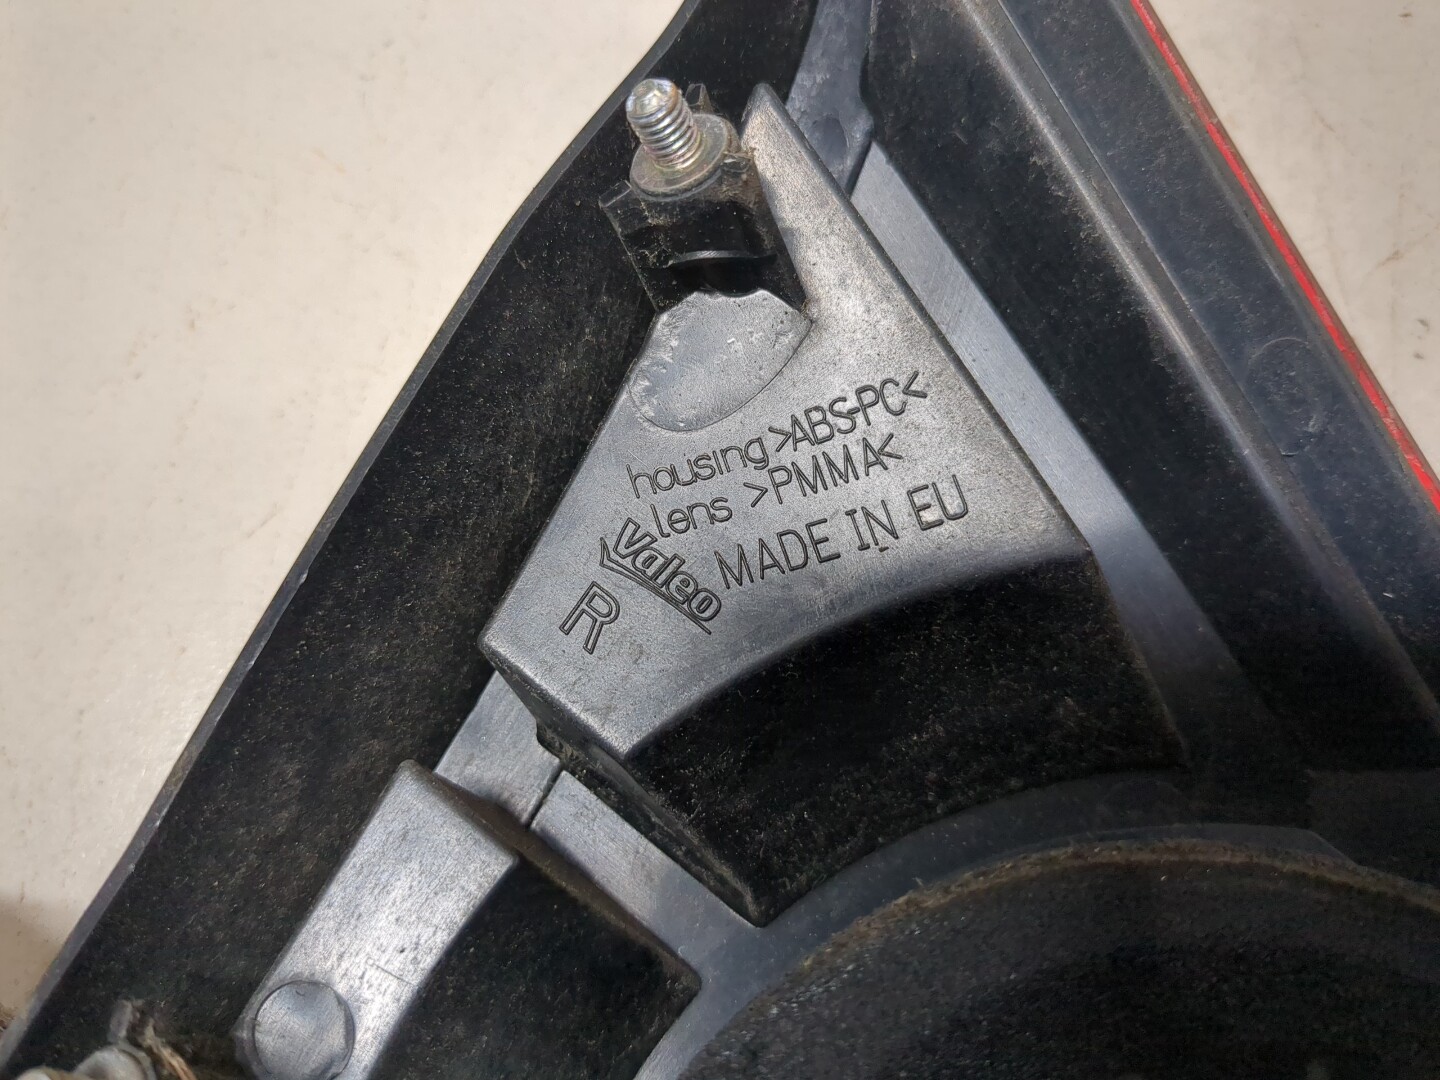 housing >ABS-PC<
lens >PMMA<
valeo MADE IN EU
R